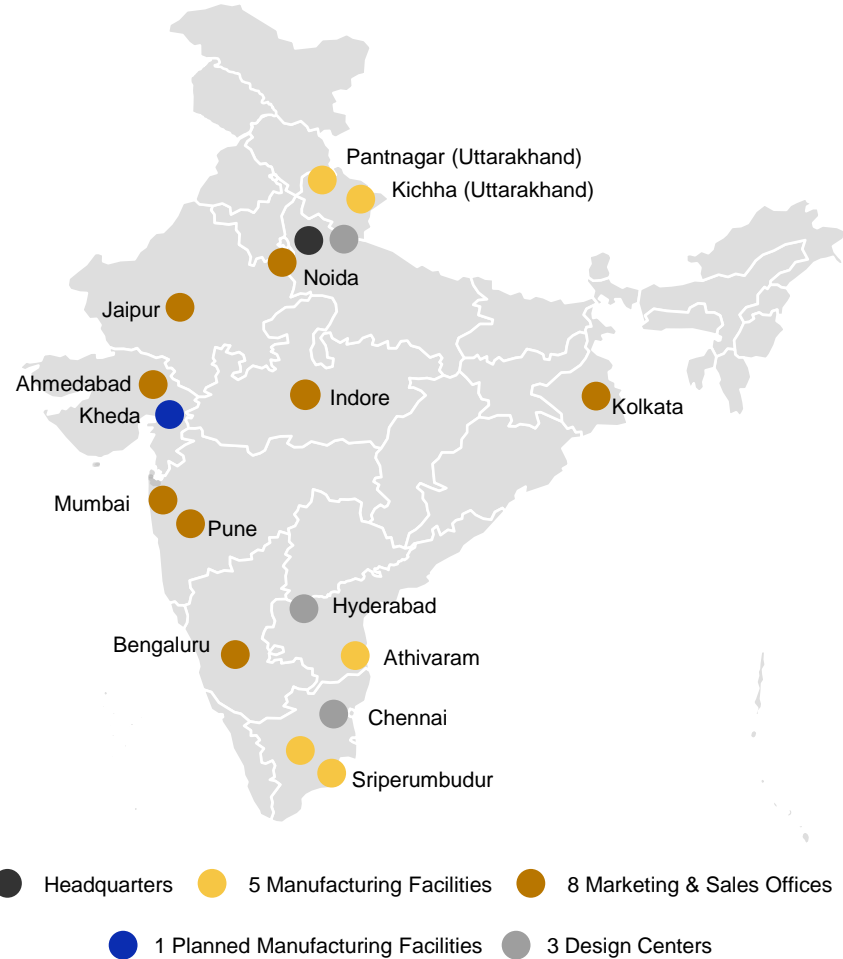 Pantnagar (Uttarakhand)
Kichha (Uttarakhand)
Noida
Jaipur
Ahmedabad
Indore
Kolkata
Kheda
Mumbai
Pune
Hyderabad
Bengaluru
Athivaram
Chennai
Sriperumbudur
Headquarters
5 Manufacturing Facilities
8 Marketing & Sales Offices
1 Planned Manufacturing Facilities
3 Design Centers